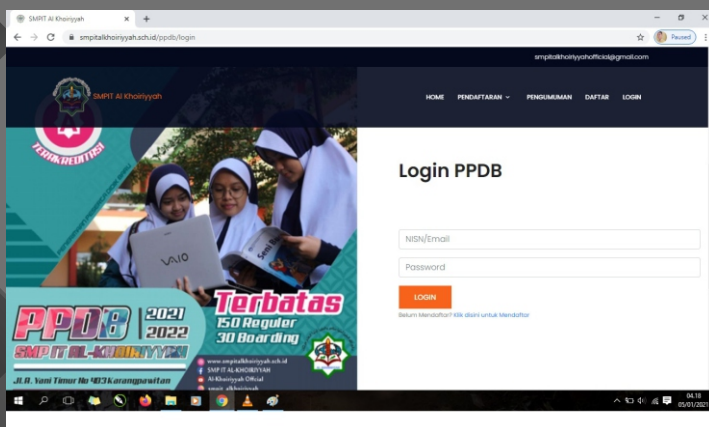 SMPIT Al Khoiriyyah
smpitalkhoiriyyah.sch.id/ppdb/login
Paused
smpitalkhoiriyyahofficial@gmail.com
SMPIT Al Khoiriyyah
HOME PENDAFTARAN PENGUMUMAN DAFTAR LOGIN
TERAKREDITASI
VAIO
Seni
PPDB 2021
2022
SMP IT AL-KHOIRIYYAH
Jl.A. Yani Timur No 403 Karangpawitan
Terbatas
150 Reguler
30 Boarding
www.smpitalkhoiriyyah.sch.id
SMP IT AL-KHOIRIYYAH
Al-Khoiriyyah Official
smpit_alkhoiriyyah
Login PPDB
NISN/Email
Password
LOGIN
Belum Mendaftar? Klik disini untuk Mendaftar
04.18
05/01/2021